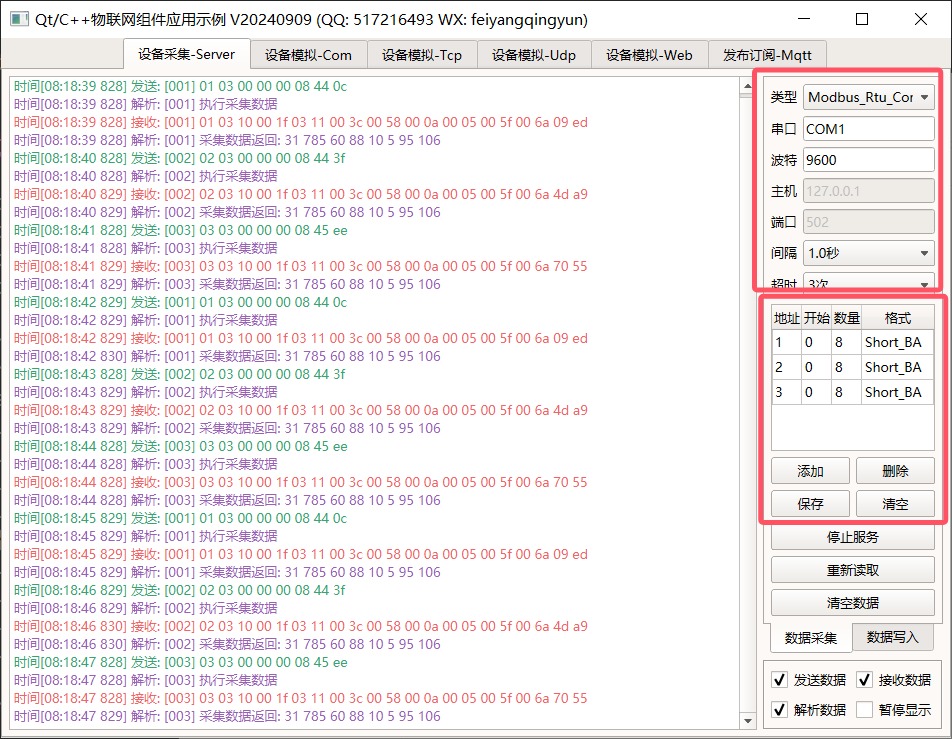 Qt/C++物联网组件应用示例 V20240909 (QQ: 517216493 WX: feiyangqingyun)
设备采集-Server 设备模拟-Com 设备模拟-Tcp 设备模拟-Udp 设备模拟-Web 发布订阅-Mqtt
时间[08:18:39 828] 发送: [001] 01 03 00 00 00 08 44 0c
时间[08:18:39 828] 解析: [001] 执行采集数据
时间[08:18:39 828] 接收: [001] 01 03 10 00 1f 03 11 00 3c 00 58 00 0a 00 05 00 5f 00 6a 09 ed
时间[08:18:39 828] 解析: [001] 采集数据返回: 31 785 60 88 10 5 95 106
时间[08:18:40 828] 发送: [002] 02 03 00 00 00 08 44 3f
时间[08:18:40 828] 解析: [002] 执行采集数据
时间[08:18:40 829] 接收: [002] 02 03 10 00 1f 03 11 00 3c 00 58 00 0a 00 05 00 5f 00 6a 4d a9
时间[08:18:40 829] 解析: [002] 采集数据返回: 31 785 60 88 10 5 95 106
时间[08:18:41 828] 发送: [003] 03 03 00 00 00 08 45 ee
时间[08:18:41 828] 解析: [003] 执行采集数据
时间[08:18:41 829] 接收: [003] 03 03 10 00 1f 03 11 00 3c 00 58 00 0a 00 05 00 5f 00 6a 70 55
时间[08:18:41 829] 解析: [003] 采集数据返回: 31 785 60 88 10 5 95 106
时间[08:18:42 829] 发送: [001] 01 03 00 00 00 08 44 0c
时间[08:18:42 829] 解析: [001] 执行采集数据
时间[08:18:42 829] 接收: [001] 01 03 10 00 1f 03 11 00 3c 00 58 00 0a 00 05 00 5f 00 6a 09 ed
时间[08:18:42 830] 解析: [001] 采集数据返回: 31 785 60 88 10 5 95 106
时间[08:18:43 828] 发送: [002] 02 03 00 00 00 08 44 3f
时间[08:18:43 829] 解析: [002] 执行采集数据
时间[08:18:43 829] 接收: [002] 02 03 10 00 1f 03 11 00 3c 00 58 00 0a 00 05 00 5f 00 6a 4d a9
时间[08:18:43 829] 解析: [002] 采集数据返回: 31 785 60 88 10 5 95 106
时间[08:18:44 828] 发送: [003] 03 03 00 00 00 08 45 ee
时间[08:18:44 828] 解析: [003] 执行采集数据
时间[08:18:44 829] 接收: [003] 03 03 10 00 1f 03 11 00 3c 00 58 00 0a 00 05 00 5f 00 6a 70 55
时间[08:18:44 829] 解析: [003] 采集数据返回: 31 785 60 88 10 5 95 106
时间[08:18:45 829] 发送: [001] 01 03 00 00 00 08 44 0c
时间[08:18:45 829] 解析: [001] 执行采集数据
时间[08:18:45 829] 接收: [001] 01 03 10 00 1f 03 11 00 3c 00 58 00 0a 00 05 00 5f 00 6a 09 ed
时间[08:18:45 829] 解析: [001] 采集数据返回: 31 785 60 88 10 5 95 106
时间[08:18:46 829] 发送: [002] 02 03 00 00 00 08 44 3f
时间[08:18:46 829] 解析: [002] 执行采集数据
时间[08:18:46 830] 接收: [002] 02 03 10 00 1f 03 11 00 3c 00 58 00 0a 00 05 00 5f 00 6a 4d a9
时间[08:18:46 830] 解析: [002] 采集数据返回: 31 785 60 88 10 5 95 106
时间[08:18:47 828] 发送: [003] 03 03 00 00 00 08 45 ee
时间[08:18:47 828] 解析: [003] 执行采集数据
时间[08:18:47 828] 接收: [003] 03 03 10 00 1f 03 11 00 3c 00 58 00 0a 00 05 00 5f 00 6a 70 55
时间[08:18:47 829] 解析: [003] 采集数据返回: 31 785 60 88 10 5 95 106
类型 Modbus_Rtu_Cor
串口 COM1
波特 9600
主机 127.0.0.1
端口 502
间隔 1.0秒
超时 3次
地址 开始 数量 格式
1 0 8 Short_BA
2 0 8 Short_BA
3 0 8 Short_BA
添加 删除
保存 清空
停止服务
重新读取
清空数据
数据采集 数据写入
发送数据 接收数据
解析数据 暂停显示